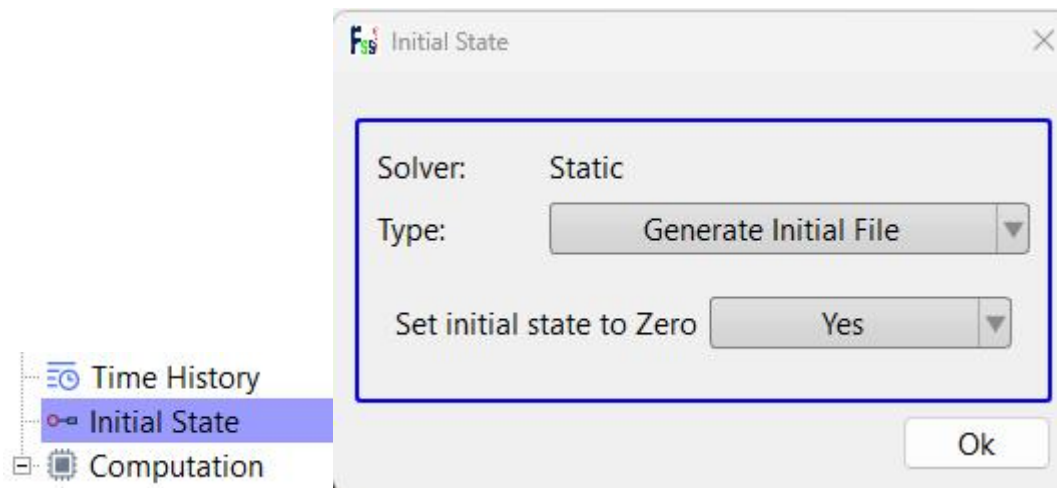 Fssi Initial State
Solver: Static
Type: Generate Initial File
Set initial state to Zero Yes
Ok
Time History
Initial State
Computation